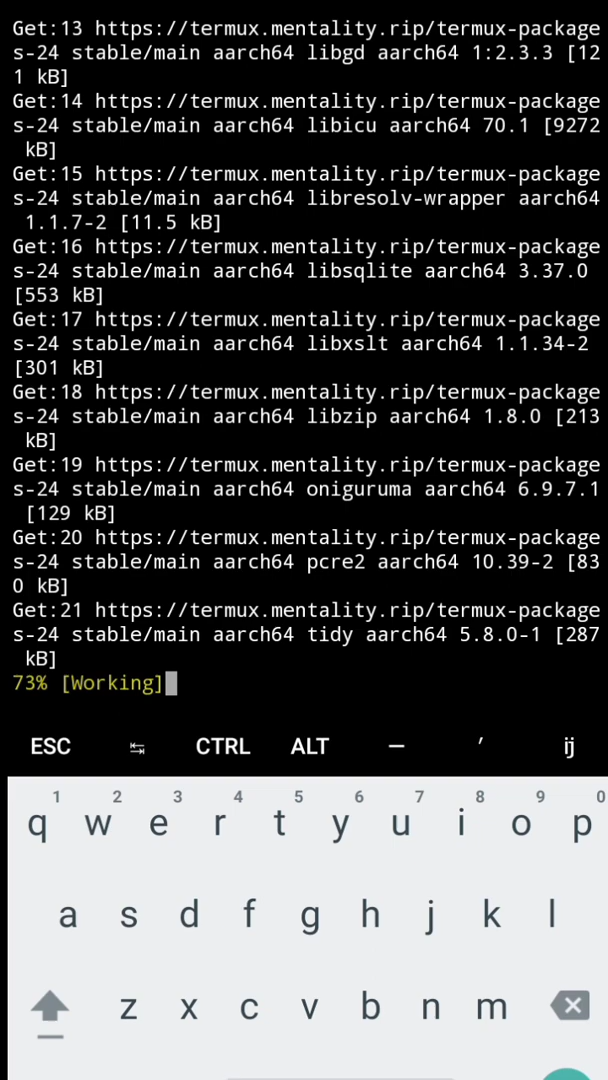 Get:13 https://termux.mentality.rip/termux-package
s-24 stable/main aarch64 libgd aarch64 1:2.3.3 [12
1 kB]
Get:14 https://termux.mentality.rip/termux-package
s-24 stable/main aarch64 libicu aarch64 70.1 [9272
kB]
Get:15 https://termux.mentality.rip/termux-package
s-24 stable/main aarch64 libresolv-wrapper aarch64
1.1.7-2 [11.5 kB]
Get:16 https://termux.mentality.rip/termux-package
s-24 stable/main aarch64 libsqlite aarch64 3.37.0
[553 kB]
Get:17 https://termux.mentality.rip/termux-package
s-24 stable/main aarch64 libxslt aarch64 1.1.34-2
[301 kB]
Get:18 https://termux.mentality.rip/termux-package
s-24 stable/main aarch64 libzip aarch64 1.8.0 [213
kB]
Get:19 https://termux.mentality.rip/termux-package
s-24 stable/main aarch64 oniguruma aarch64 6.9.7.1
[129 kB]
Get:20 https://termux.mentality.rip/termux-package
s-24 stable/main aarch64 pcre2 aarch64 10.39-2 [83
0 kB]
Get:21 https://termux.mentality.rip/termux-package
s-24 stable/main aarch64 tidy aarch64 5.8.0-1 [287
kB]
73% [Working]
ESC ↹ CTRL ALT — ′ ij
1 2 3 4 5 6 7 8 9 0
q w e r t y u i o p
a s d f g h j k l
z x c v b n m